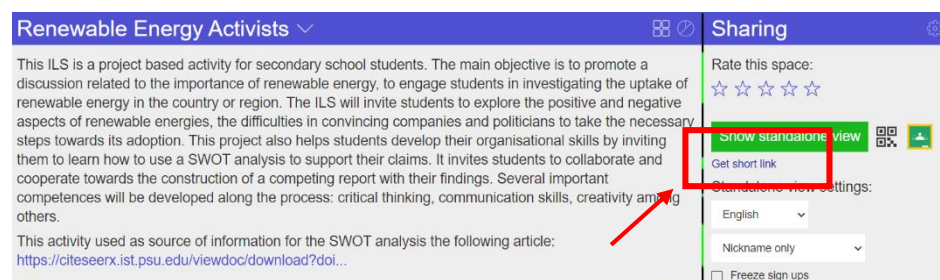 Renewable Energy Activists
This ILS is a project based activity for secondary school students. The main objective is to promote a
discussion related to the importance of renewable energy, to engage students in investigating the uptake of
renewable energy in the country or region. The ILS will invite students to explore the positive and negative
aspects of renewable energies, the difficulties in convincing companies and politicians to take the necessary
steps towards its adoption. This project also helps students develop their organisational skills by inviting
them to learn how to use a SWOT analysis to support their claims. It invites students to collaborate and
cooperate towards the construction of a competing report with their findings. Several important
competences will be developed along the process: critical thinking, communication skills, creativity among
others.
This activity used as source of information for the SWOT analysis the following article:
https://citeseerx.ist.psu.edu/viewdoc/download?doi...
Sharing
Rate this space:
Show standalone view
Get short link
Standalone view settings:
English
Nickname only
Freeze sign ups